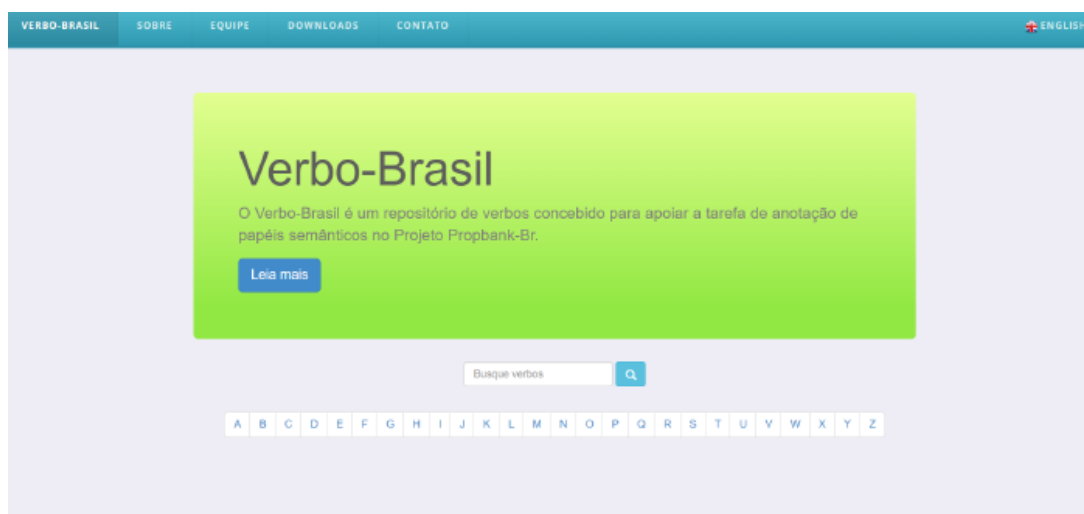 VERBO-BRASIL SOBRE EQUIPE DOWNLOADS CONTATO ENGLISH
Verbo-Brasil
O Verbo-Brasil é um repositório de verbos concebido para apoiar a tarefa de anotação de
papéis semânticos no Projeto Propbank-Br.
Leia mais
Busque verbos
A B C D E F G H I J K L M N O P Q R S T U V W X Y Z